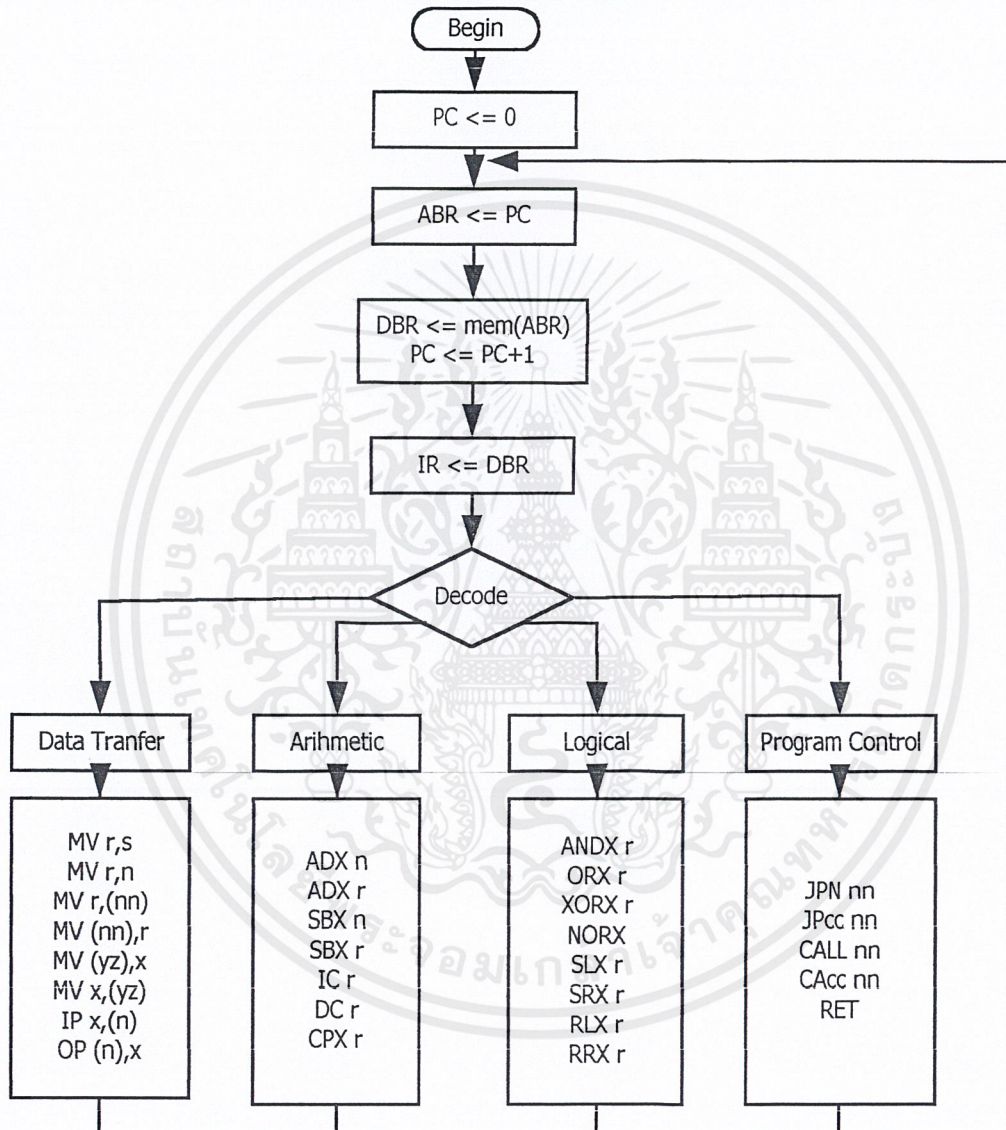 Begin
PC <= 0
ABR <= PC
DBR <= mem(ABR)
PC <= PC+1
IR <= DBR
Decode
Data Tranfer
Arihmetic
Logical
Program Control
MV r,s
MV r,n
MV r,(nn)
MV (nn),r
MV (yz),x
MV x,(yz)
IP x,(n)
OP (n),x
ADX n
ADX r
SBX n
SBX r
IC r
DC r
CPX r
ANDX r
ORX r
XORX r
NORX
SLX r
SRX r
RLX r
RRX r
JPN nn
JPcc nn
CALL nn
CAcc nn
RET